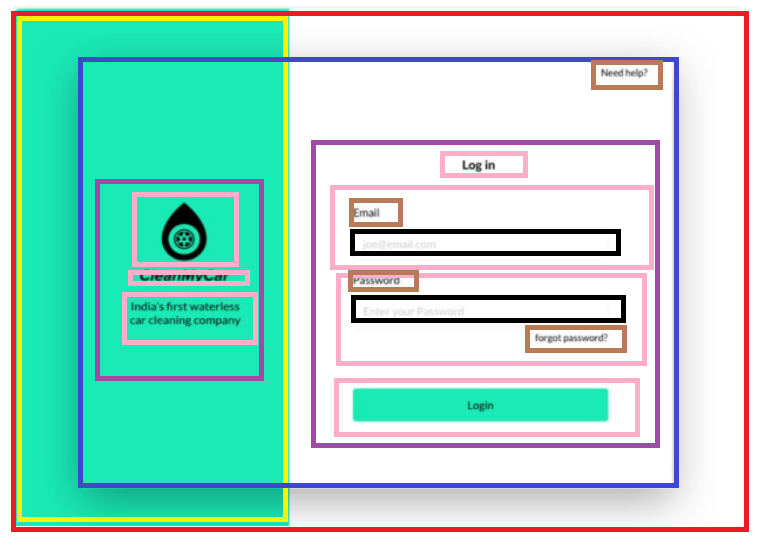 Need help?
Log in
Email
joe@email.com
Password
Enter your Password
forgot password?
Login
CleanMyCar
India's first waterless
car cleaning company